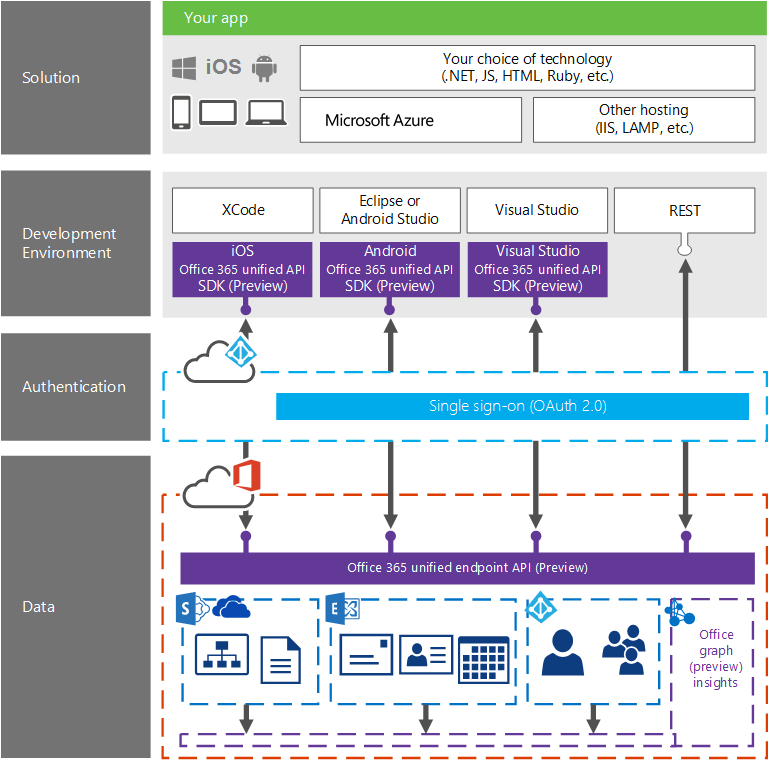 Your app
Solution
iOS
Your choice of technology
(.NET, JS, HTML, Ruby, etc.)
Microsoft Azure
Other hosting
(IIS, LAMP, etc.)
Development
Environment
XCode
Eclipse or
Android Studio
Visual Studio
REST
iOS
Office 365 unified API
SDK (Preview)
Android
Office 365 unified API
SDK (Preview)
Visual Studio
Office 365 unified API
SDK (Preview)
Authentication
Single sign-on (OAuth 2.0)
Data
Office 365 unified endpoint API (Preview)
S
E
Office
graph
(preview)
insights